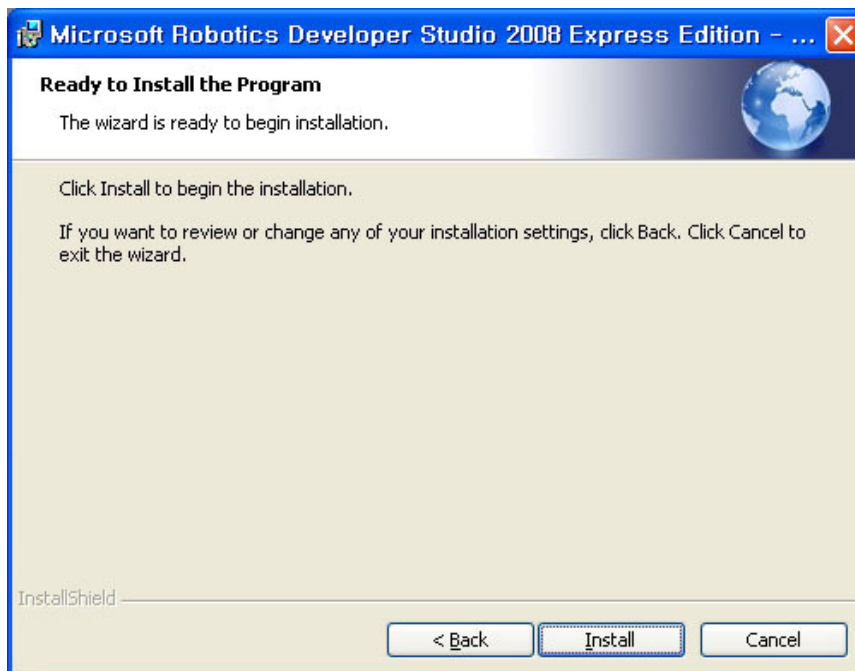 Microsoft Robotics Developer Studio 2008 Express Edition - ...
Ready to Install the Program
The wizard is ready to begin installation.
Click Install to begin the installation.
If you want to review or change any of your installation settings, click Back. Click Cancel to
exit the wizard.
InstallShield
< Back
Install
Cancel